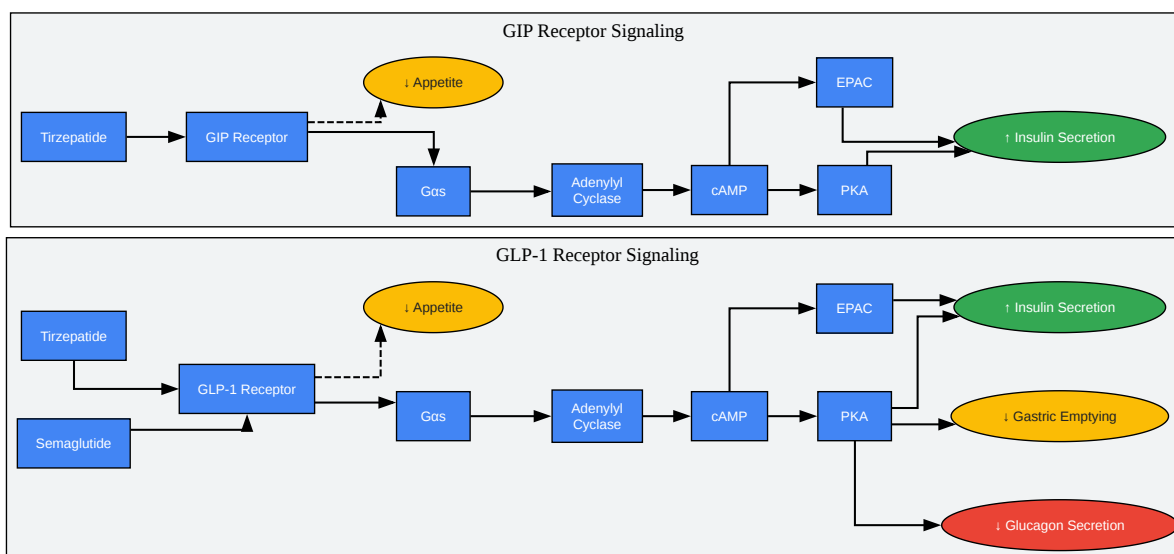 GIP Receptor Signaling
↓ Appetite
EPAC
Tirzepatide
GIP Receptor
↑ Insulin Secretion
Gαs
Adenylyl
Cyclase
cAMP
PKA
GLP-1 Receptor Signaling
↓ Appetite
EPAC
↑ Insulin Secretion
Tirzepatide
GLP-1 Receptor
Semaglutide
Gαs
Adenylyl
Cyclase
cAMP
PKA
↓ Gastric Emptying
↓ Glucagon Secretion